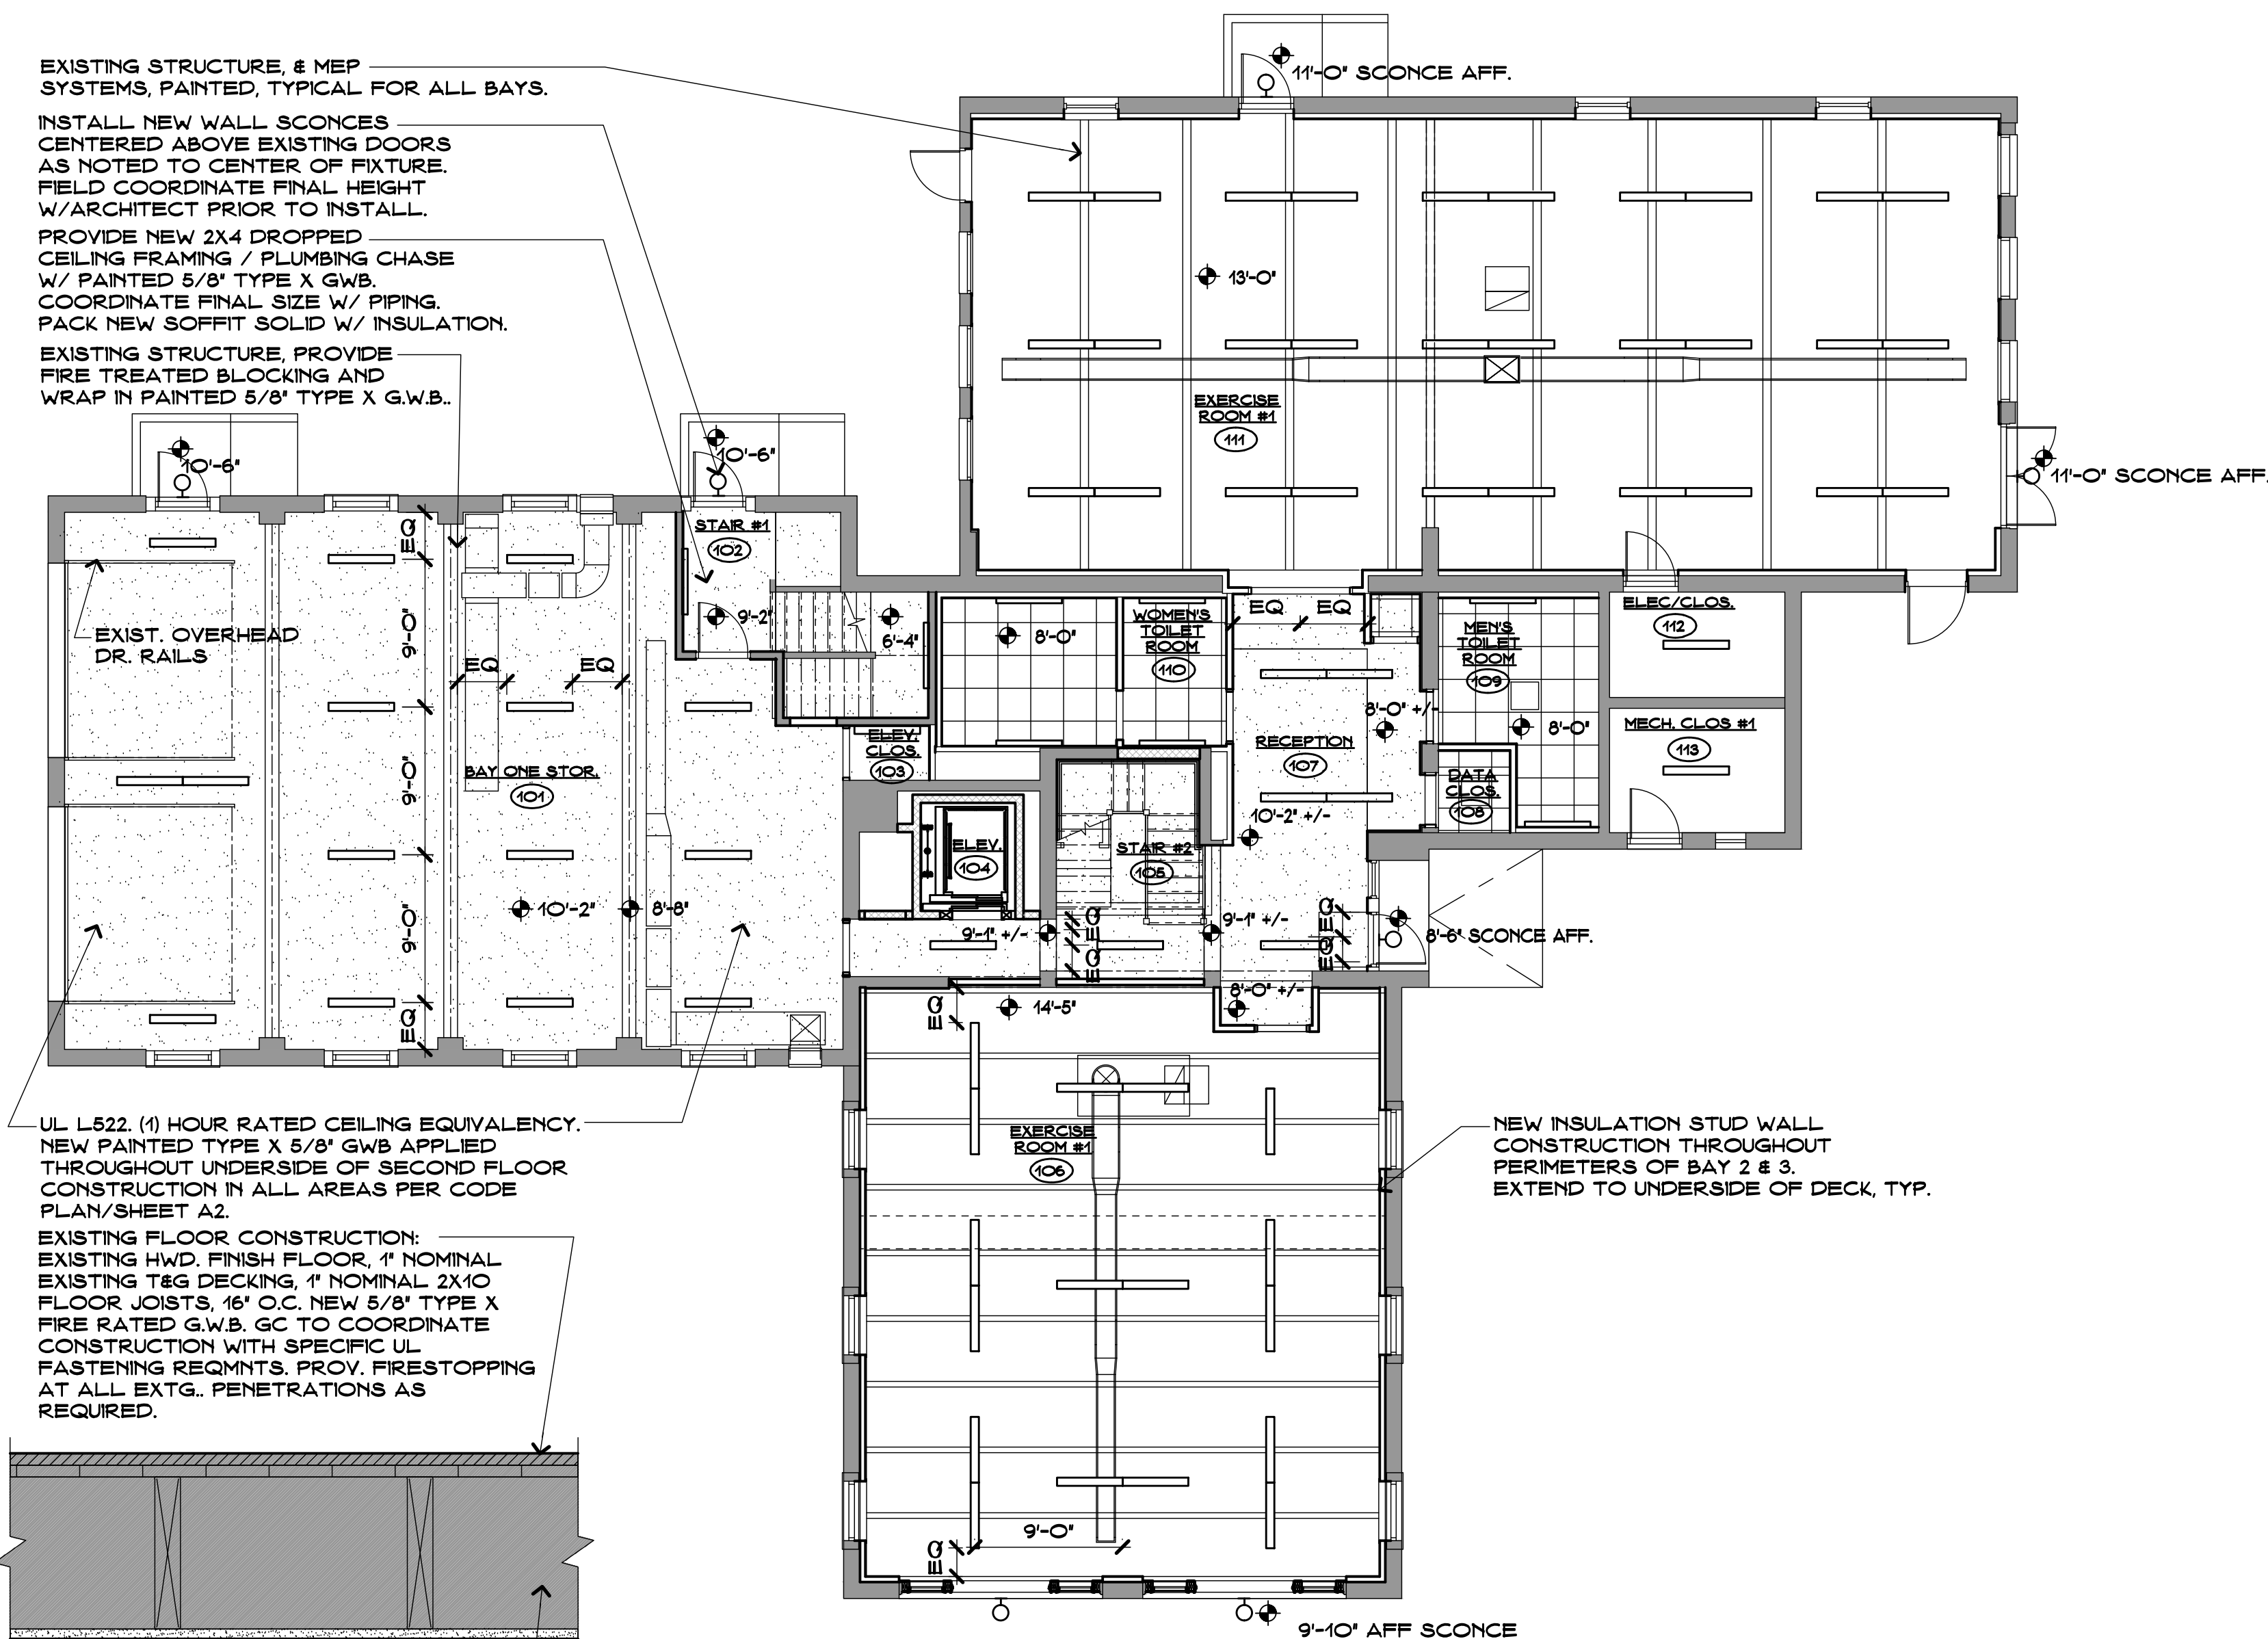 EXISTING STRUCTURE, & MEP
SYSTEMS, PAINTED, TYPICAL FOR ALL BAYS.
INSTALL NEW WALL SCONCES
CENTERED ABOVE EXISTING DOORS
AS NOTED TO CENTER OF FIXTURE.
FIELD COORDINATE FINAL HEIGHT
W/ARCHITECT PRIOR TO INSTALL.
PROVIDE NEW 2X4 DROPPED
CEILING FRAMING / PLUMBING CHASE
W/ PAINTED 5/8" TYPE X GWB.
COORDINATE FINAL SIZE W/ PIPING.
PACK NEW SOFFIT SOLID W/ INSULATION.
EXISTING STRUCTURE, PROVIDE
FIRE TREATED BLOCKING AND
WRAP IN PAINTED 5/8" TYPE X G.W.B..
11'-0" SCONCE AFF.
13'-0"
EXERCISE
ROOM #1
111
11'-0" SCONCE AFF.
10'-6"
10'-6"
STAIR #1
102
EQ
9'-0"
9'-0"
9'-0"
EQ
EXIST. OVERHEAD
DR. RAILS
EQ
EQ
9'-2"
6'-4"
BAY ONE STOR.
101
10'-2"
8'-8"
ELEV.
CLOS.
103
8'-0"
WOMEN'S
TOILET
ROOM
110
EQ
EQ
8'-0" +/-
RECEPTION
107
10'-2" +/-
MEN'S
TOILET
ROOM
109
8'-0"
DATA
CLOS.
108
ELEC/CLOS.
112
MECH. CLOS #1
113
ELEV.
104
STAIR #2
105
9'-1" +/-
EQ
EQ
9'-1" +/-
EQ
EQ
8'-6" SCONCE AFF.
8'-0" +/-
14'-5"
EQ
EXERCISE
ROOM #1
106
9'-0"
EQ
9'-10" AFF SCONCE
UL L522. (1) HOUR RATED CEILING EQUIVALENCY.
NEW PAINTED TYPE X 5/8" GWB APPLIED
THROUGHOUT UNDERSIDE OF SECOND FLOOR
CONSTRUCTION IN ALL AREAS PER CODE
PLAN/SHEET A2.
EXISTING FLOOR CONSTRUCTION:
EXISTING HWD. FINISH FLOOR, 1" NOMINAL
EXISTING T&G DECKING, 1" NOMINAL 2X10
FLOOR JOISTS, 16" O.C. NEW 5/8" TYPE X
FIRE RATED G.W.B. GC TO COORDINATE
CONSTRUCTION WITH SPECIFIC UL
FASTENING REQMNTS. PROV. FIRESTOPPING
AT ALL EXTG.. PENETRATIONS AS
REQUIRED.
NEW INSULATION STUD WALL
CONSTRUCTION THROUGHOUT
PERIMETERS OF BAY 2 & 3.
EXTEND TO UNDERSIDE OF DECK, TYP.